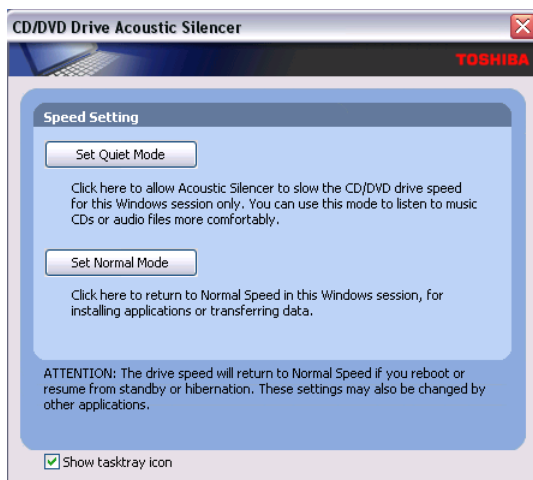 CD/DVD Drive Acoustic Silencer
TOSHIBA
Speed Setting
Set Quiet Mode
Click here to allow Acoustic Silencer to slow the CD/DVD drive speed
for this Windows session only. You can use this mode to listen to music
CDs or audio files more comfortably.
Set Normal Mode
Click here to return to Normal Speed in this Windows session, for
installing applications or transferring data.
ATTENTION: The drive speed will return to Normal Speed if you reboot or
resume from standby or hibernation. These settings may also be changed by
other applications.
Show tasktray icon